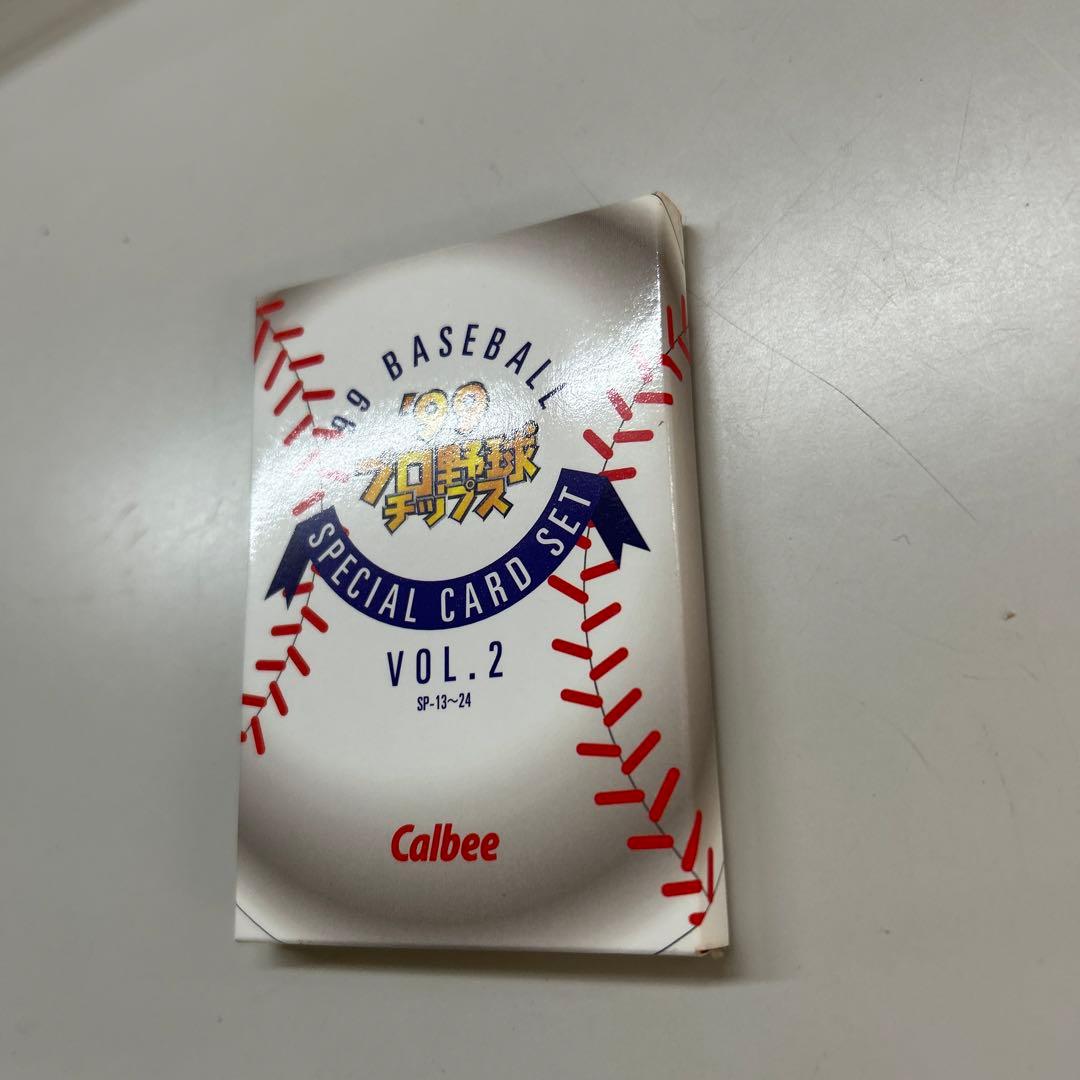 '99 BASEBALL
'99
プロ野球
チップス
SPECIAL CARD SET
VOL.2
SP-13〜24
Calbee